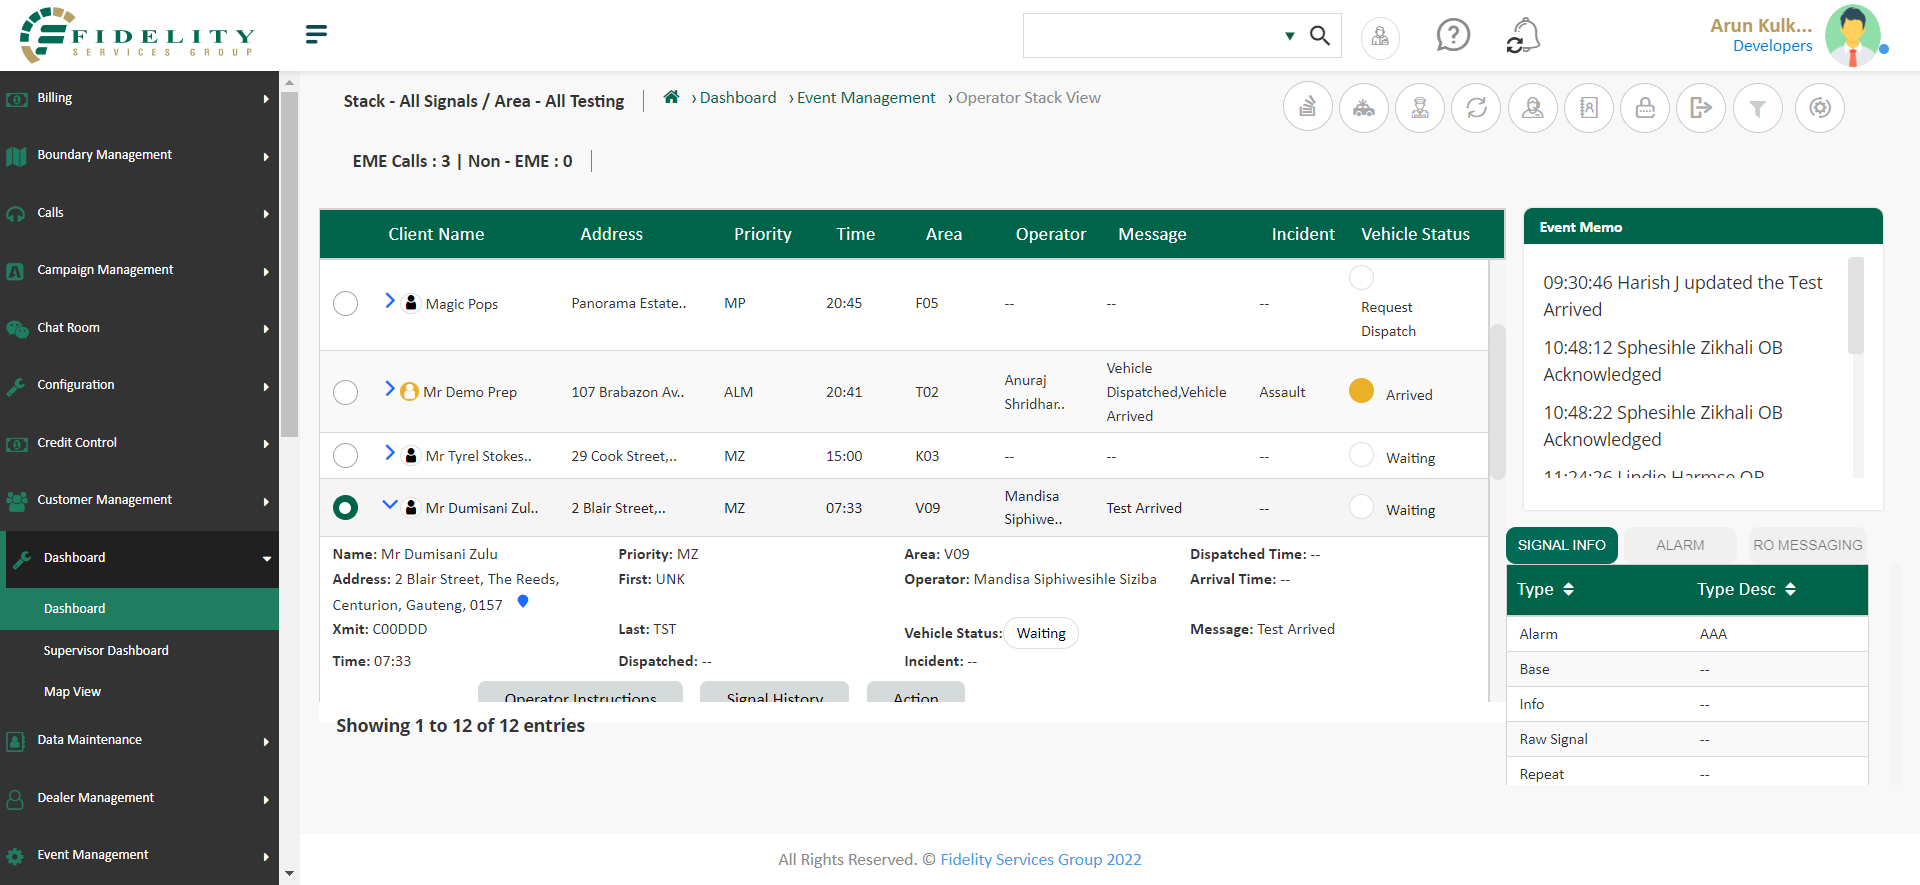 FIDELITY
SERVICES GROUP
Arun Kulk...
Developers
Billing
Boundary Management
Calls
Campaign Management
Chat Room
Configuration
Credit Control
Customer Management
Dashboard
Dashboard
Supervisor Dashboard
Map View
Data Maintenance
Dealer Management
Event Management
Stack - All Signals / Area - All Testing
› Dashboard › Event Management › Operator Stack View
EME Calls : 3 | Non - EME : 0
Client Name Address Priority Time Area Operator Message Incident Vehicle Status
Magic Pops Panorama Estate.. MP 20:45 F05 -- -- -- Request
Dispatch
Mr Demo Prep 107 Brabazon Av.. ALM 20:41 T02 Anuraj
Shridhar.. Vehicle
Dispatched,Vehicle
Arrived Assault Arrived
Mr Tyrel Stokes.. 29 Cook Street,.. MZ 15:00 K03 -- -- -- Waiting
Mr Dumisani Zul.. 2 Blair Street,.. MZ 07:33 V09 Mandisa
Siphiwe.. Test Arrived -- Waiting
Name: Mr Dumisani Zulu Priority: MZ Area: V09 Dispatched Time: --
Address: 2 Blair Street, The Reeds, First: UNK Operator: Mandisa Siphiwesihle Siziba Arrival Time: --
Centurion, Gauteng, 0157
Xmit: C00DDD Last: TST Vehicle Status: Waiting Message: Test Arrived
Time: 07:33 Dispatched: -- Incident: --
Operator Instructions Signal History Action
Showing 1 to 12 of 12 entries
Event Memo
09:30:46 Harish J updated the Test
Arrived
10:48:12 Sphesihle Zikhali OB
Acknowledged
10:48:22 Sphesihle Zikhali OB
Acknowledged
11:24:26 Lindie Harmse OB
SIGNAL INFO ALARM RO MESSAGING
Type Type Desc
Alarm AAA
Base --
Info --
Raw Signal --
Repeat --
All Rights Reserved. © Fidelity Services Group 2022